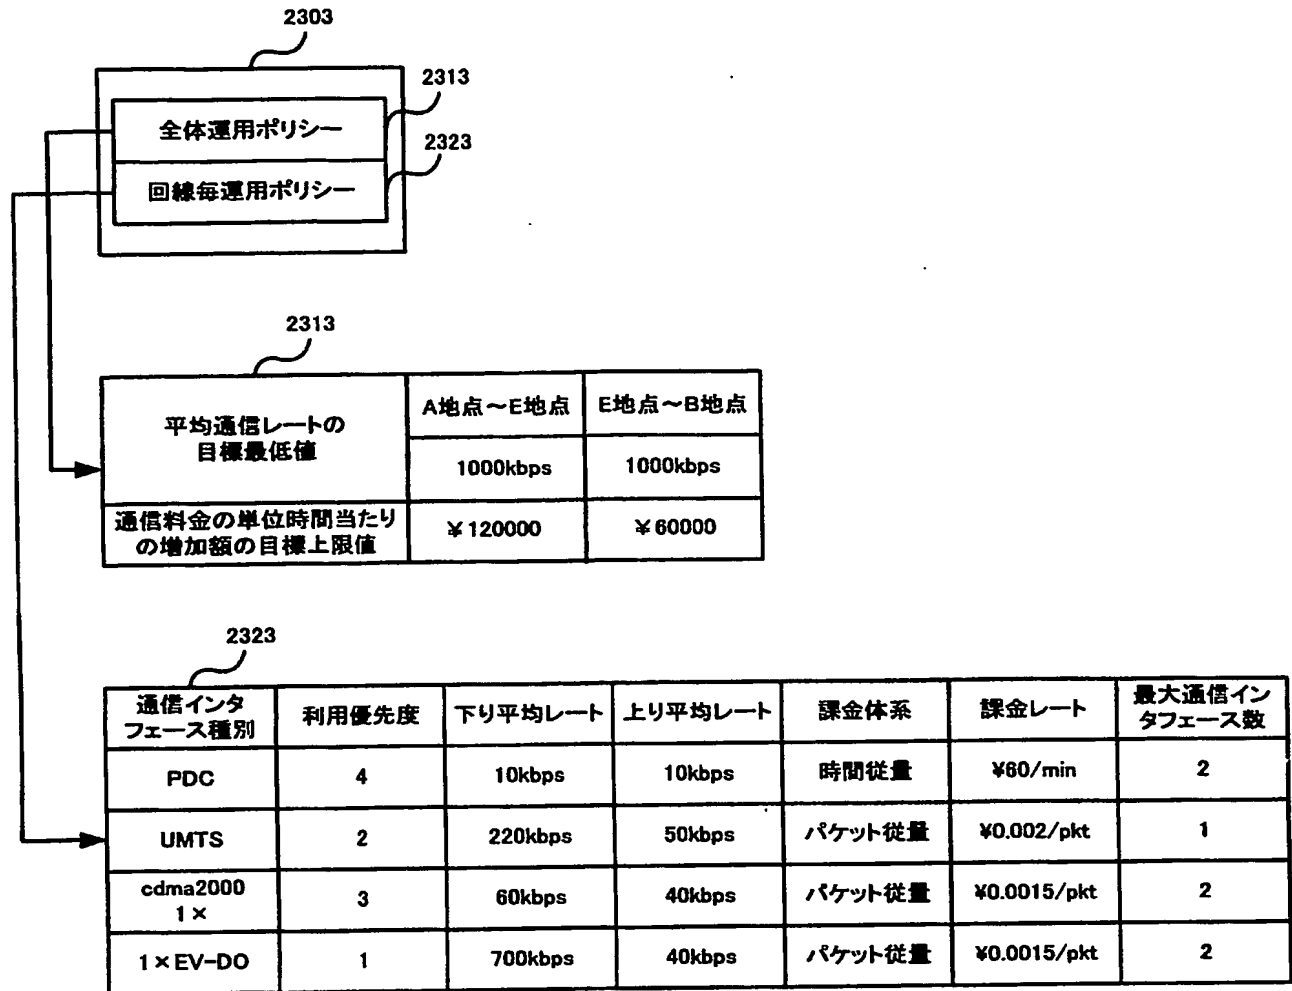 2303
2313
全体運用ポリシー
2323
回線毎運用ポリシー
2313
平均通信レートの
目標最低値
A地点～E地点
E地点～B地点
1000kbps
1000kbps
通信料金の単位時間当たり
の増加額の目標上限値
￥120000
￥60000
2323
通信インタ
フェース種別
利用優先度
下り平均レート
上り平均レート
課金体系
課金レート
最大通信イン
タフェース数
PDC
4
10kbps
10kbps
時間従量
¥60/min
2
UMTS
2
220kbps
50kbps
パケット従量
¥0.002/pkt
1
cdma2000
1×
3
60kbps
40kbps
パケット従量
¥0.0015/pkt
2
1×EV-DO
1
700kbps
40kbps
パケット従量
¥0.0015/pkt
2